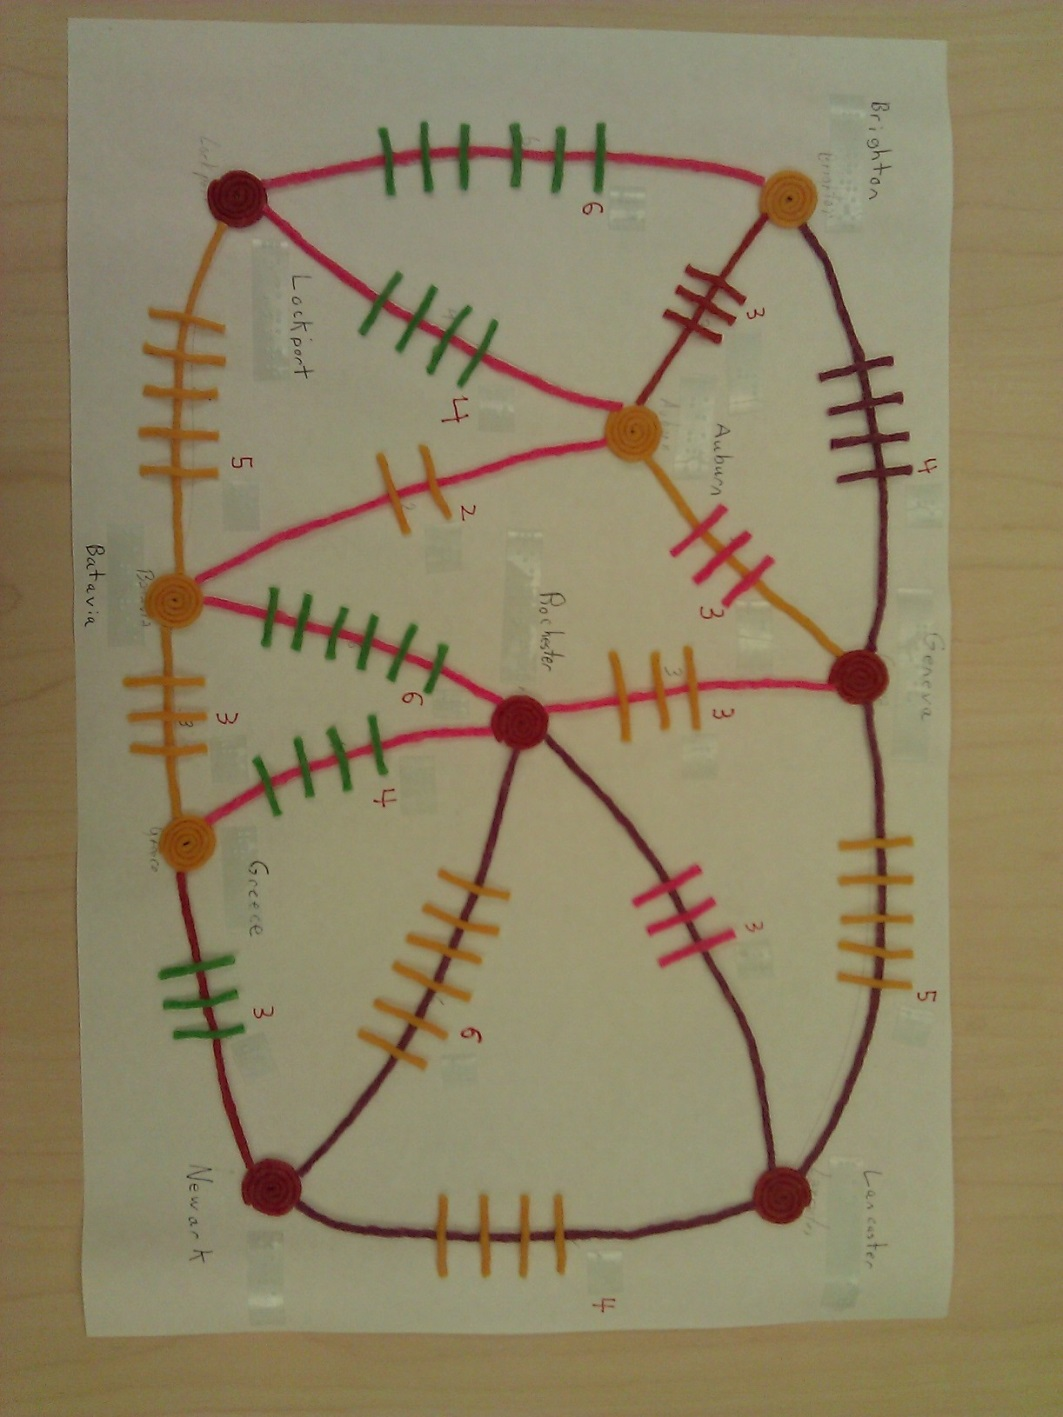 Brighton
4
Geneva
5
Lancaster
3
Auburn
3
3
3
6
Rochester
4
4
2
6
6
4
Lockport
5
3
Greece
3
Newark
Batavia